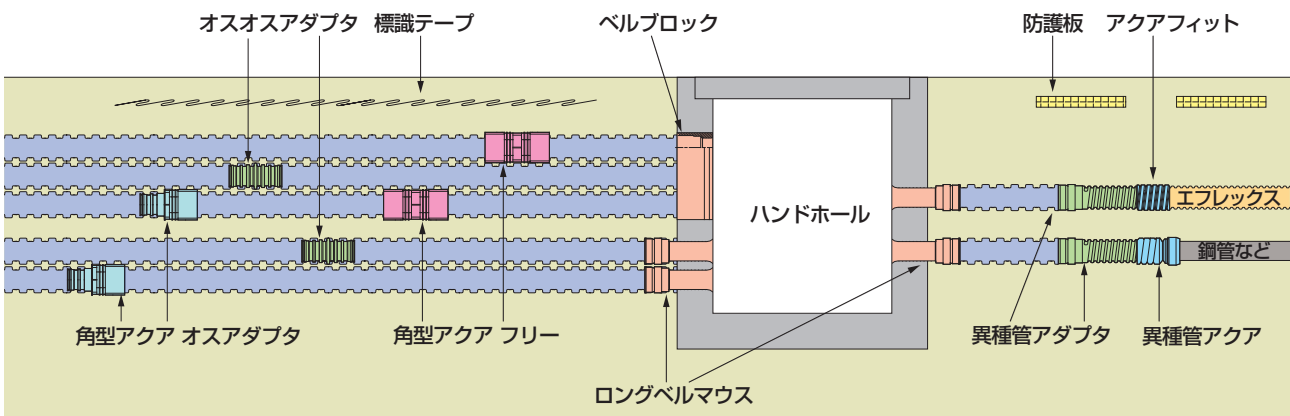 オスオスアダプタ 標識テープ ベルブロック 防護板 アクアフィット
エフレックス
ハンドホール
鋼管など
角型アクア オスアダプタ 角型アクア フリー 異種管アダプタ 異種管アクア
ロングベルマウス